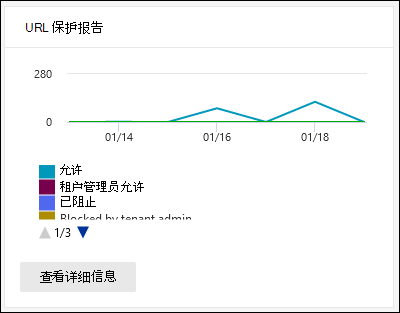 URL 保护报告
280
0
01/14 01/16 01/18
允许
租户管理员允许
已阻止
Blocked by tenant admin
1/3
查看详细信息